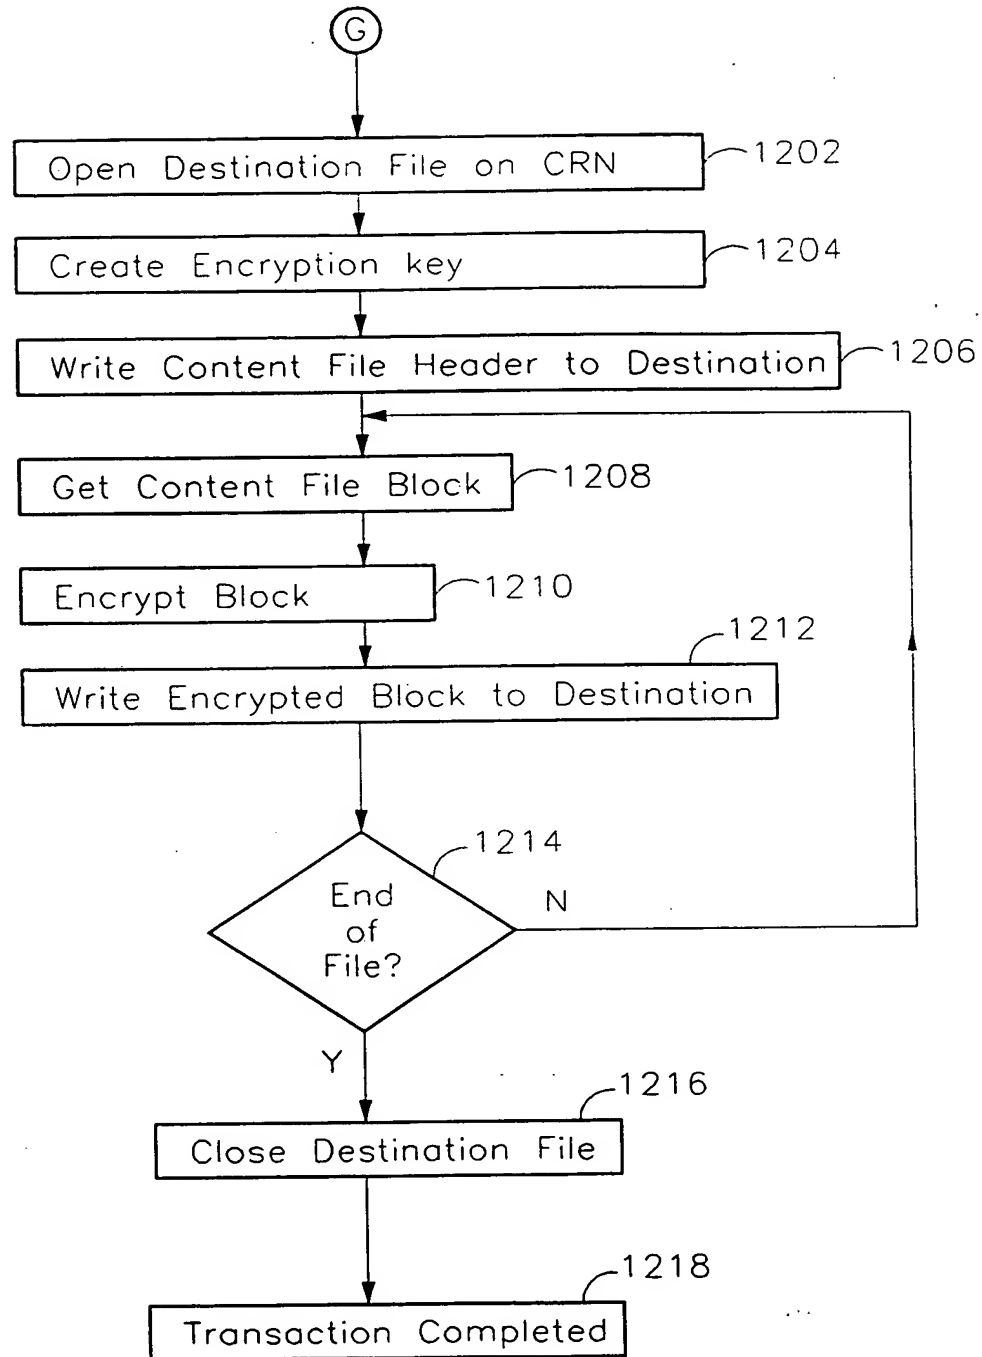 G
Open Destination File on CRN
1202
Create Encryption key
1204
Write Content File Header to Destination
1206
Get Content File Block
1208
Encrypt Block
1210
1212
Write Encrypted Block to Destination
1214
End
of
File?
N
Y
1216
Close Destination File
1218
Transaction Completed